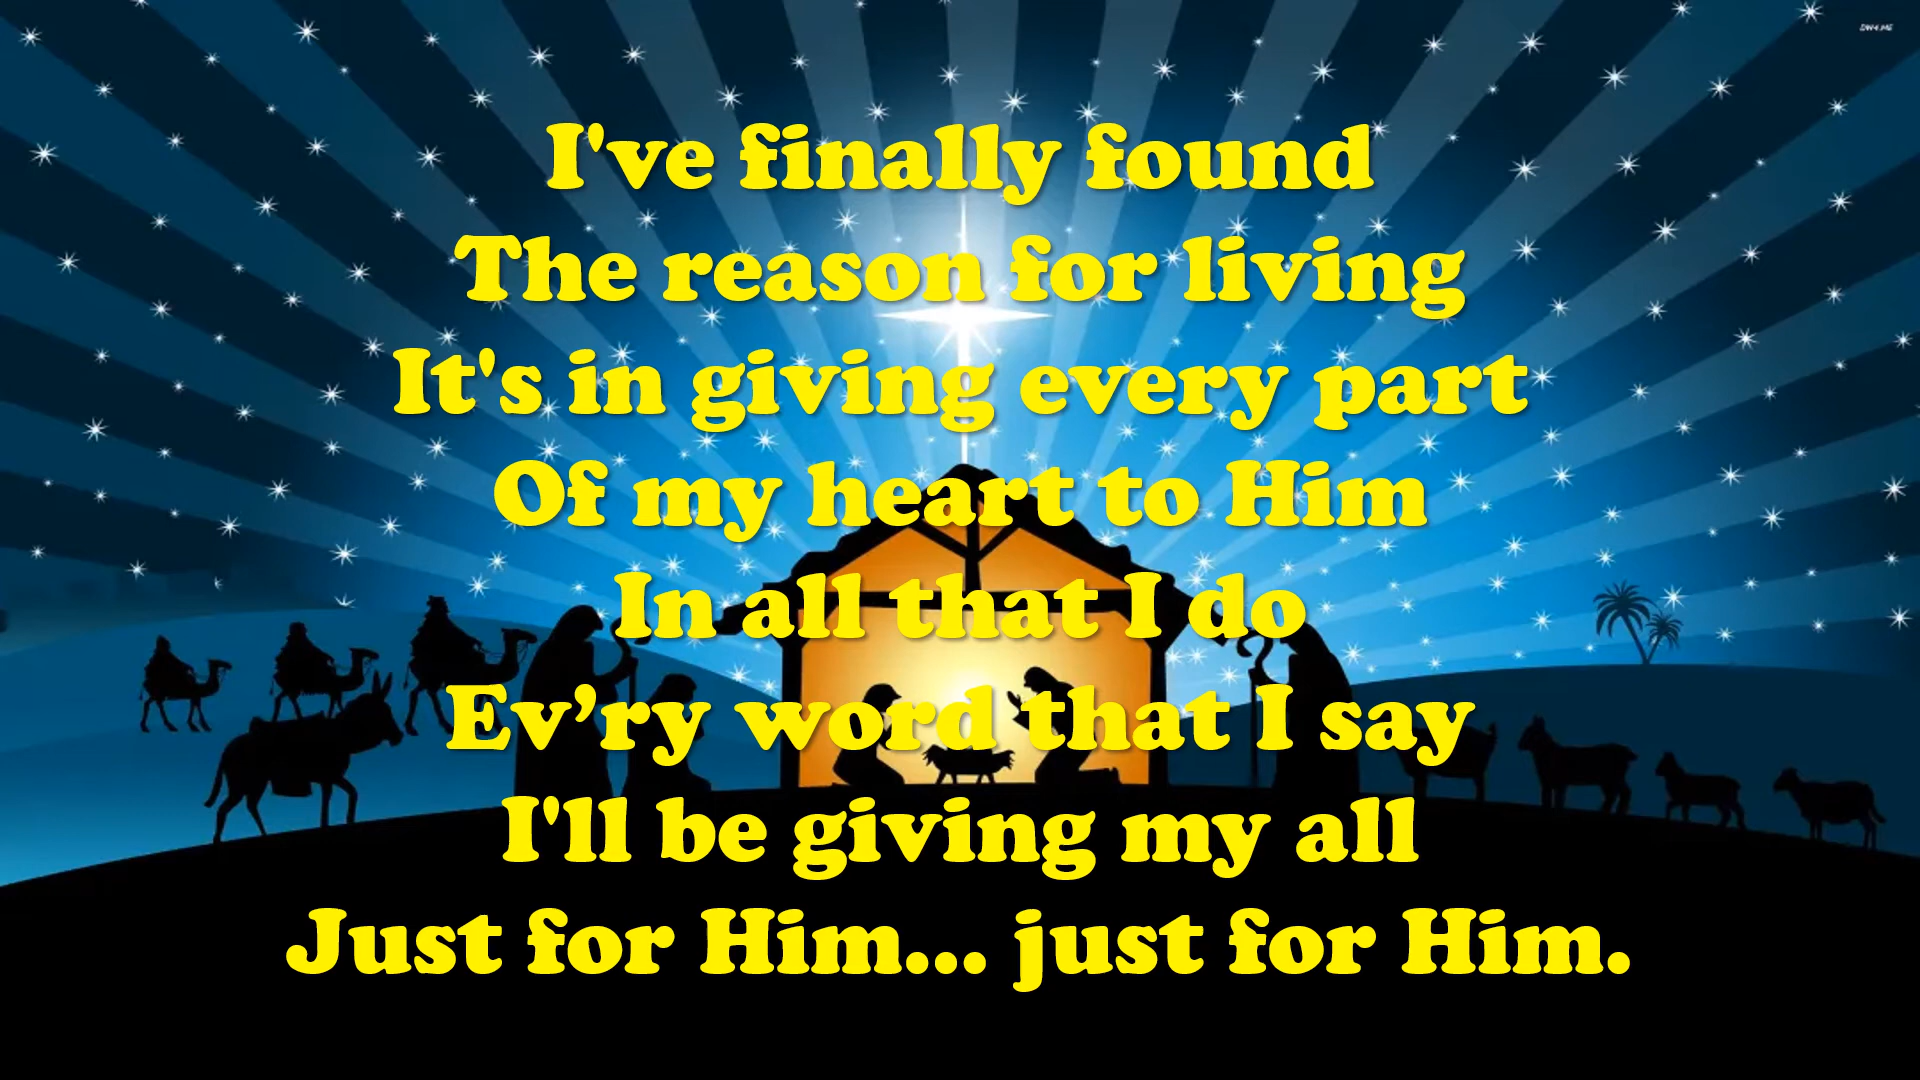 I've finally found
The reason for living
It's in giving every part
Of my heart to Him
In all that I do
Ev’ry word that I say
I'll be giving my all
Just for Him... just for Him.